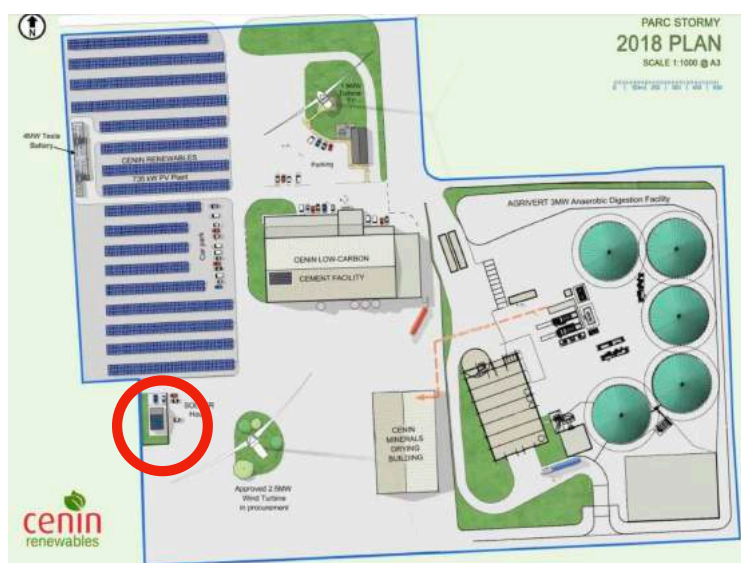 N
PARC STORMY
2018 PLAN
SCALE 1:1000 @ A3
4MW Tesla
Battery
CENIN RENEWABLES
735 kW PV Plant
Turbine
Parking
Car park
AGRIVERT 3MW Anaerobic Digestion Facility
CENIN LOW-CARBON
CEMENT FACILITY
CENIN
MINERALS
DRYING
BUILDING
Approved 2.5MW
Wind Turbine
in procurement
cenin
renewables